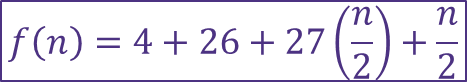 f(n) = 4 + 26 + 27 (n/2) + n/2